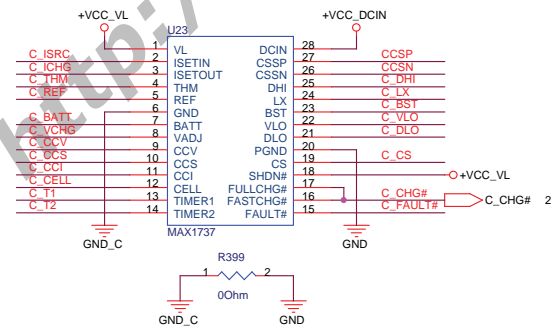 +VCC_VL
+VCC_DCIN
U23
C_ISRC 1 VL DCIN 28
C_ICHG 2 ISETIN CSSP 27 CCSP
C_THM 3 ISETOUT CSSN 26 CCSN
C_REF 4 THM DHI 25 C_DHI
5 REF LX 24 C_LX
6 GND BST 23 C_BST
C_BATT 7 BATT VLO 22 C_VLO
C_VCHG 8 VADJ DLO 21 C_DLO
C_CCV 9 CCV PGND 20
C_CCS 10 CCS CS 19 C_CS
C_CCI 11 CCI SHDN# 18 +VCC_VL
C_CELL 12 CELL FULLCHG# 17
C_T1 13 TIMER1 FASTCHG# 16 C_CHG# C_CHG# 2
C_T2 14 TIMER2 FAULT# 15 C_FAULT#
GND_C MAX1737 GND
R399
1 2
0Ohm
GND_C GND
http:/